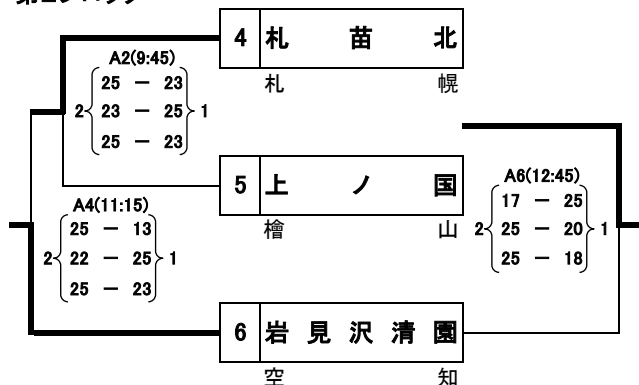 4 札苗北
札幌
A2(9:45)
25 － 23
2 23 － 25 1
25 － 23
5 上ノ国
檜山
A4(11:15)
25 － 13
2 22 － 25 1
25 － 23
A6(12:45)
17 － 25
2 25 － 20 1
25 － 18
6 岩見沢清園
空知